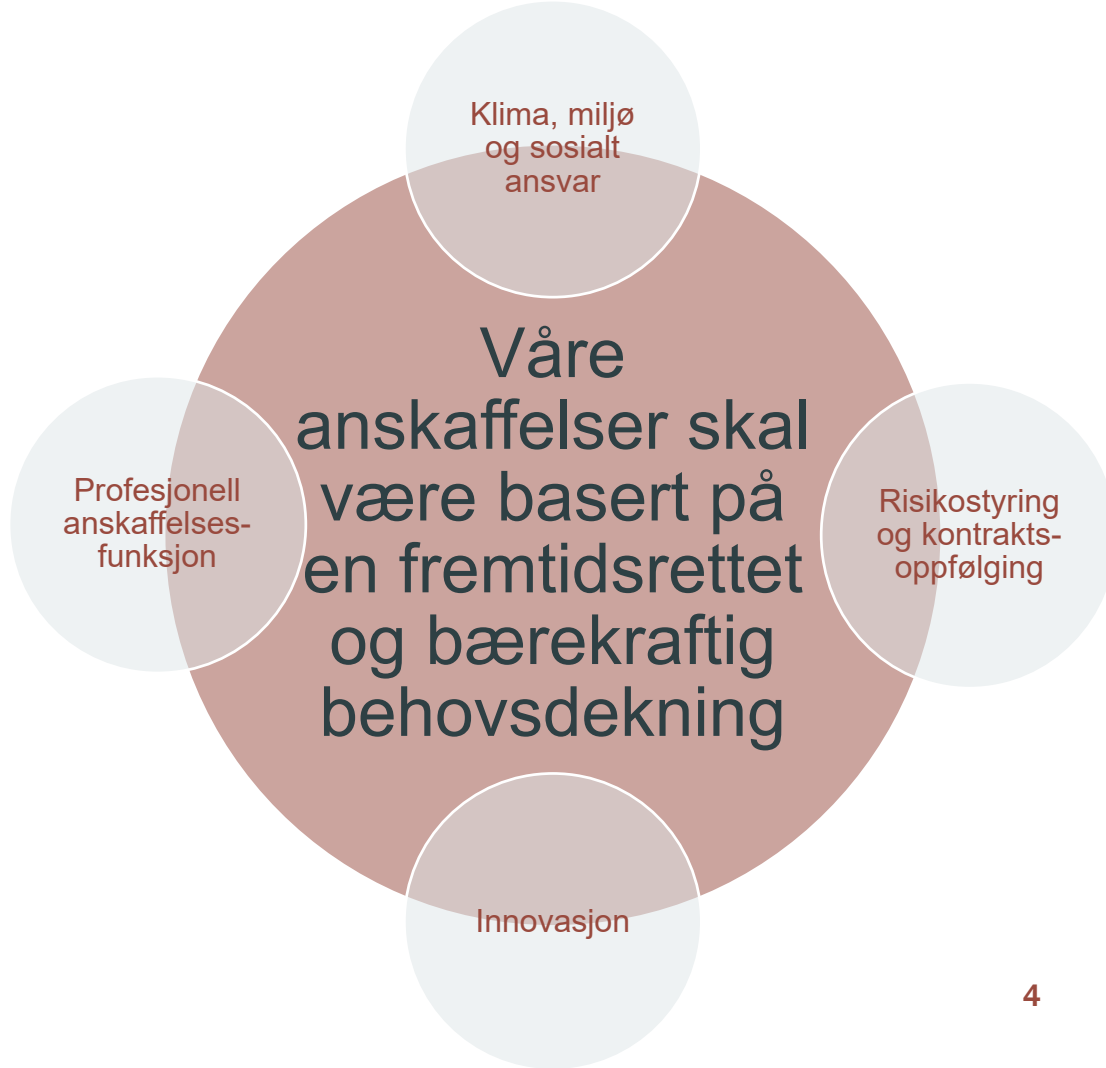 Klima, miljø
og sosialt
ansvar
Våre
anskaffelser skal
være basert på
en fremtidsrettet
og bærekraftig
behovsdekning
Profesjonell
anskaffelses-
funksjon
Risikostyring
og kontrakts-
oppfølging
Innovasjon
4